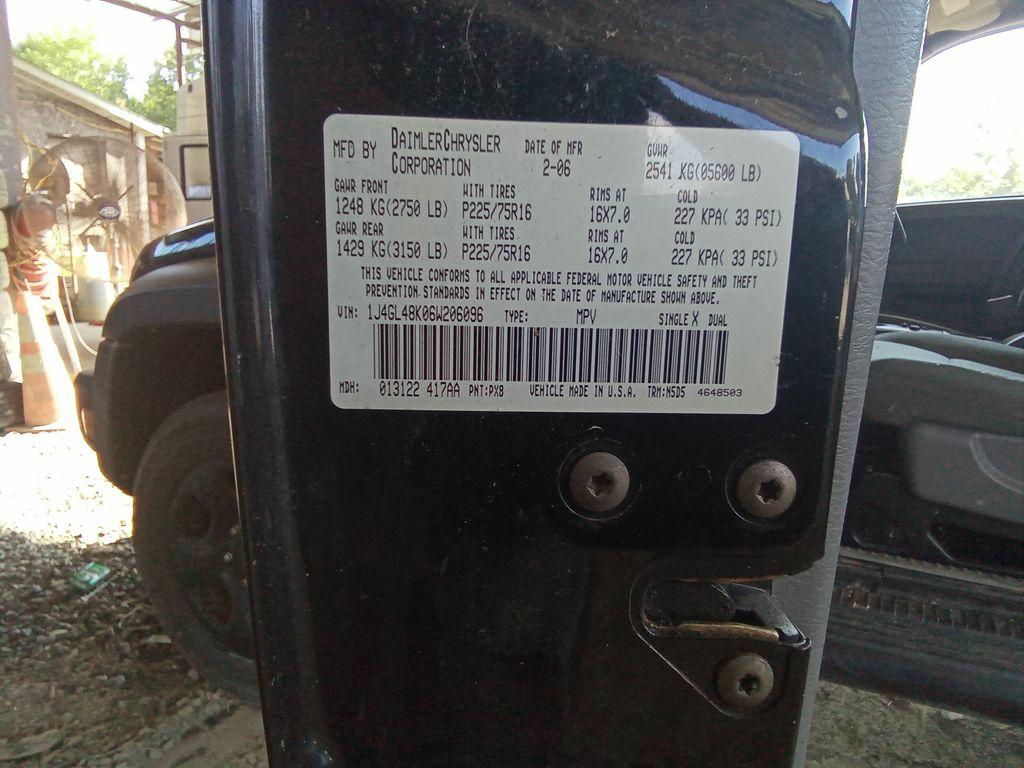 MFD BY DAIMLERCHRYSLER CORPORATION DATE OF MFR 2-06 GVWR 2541 KG(05600 LB)
GAWR FRONT WITH TIRES RIMS AT COLD
1248 KG(2750 LB) P225/75R16 16X7.0 227 KPA( 33 PSI)
GAWR REAR WITH TIRES RIMS AT COLD
1429 KG(3150 LB) P225/75R16 16X7.0 227 KPA( 33 PSI)
THIS VEHICLE CONFORMS TO ALL APPLICABLE FEDERAL MOTOR VEHICLE SAFETY AND THEFT
PREVENTION STANDARDS IN EFFECT ON THE DATE OF MANUFACTURE SHOWN ABOVE.
VIN: 1J4GL48K06W206096 TYPE: MPV SINGLE X DUAL
MDH: 013122 417AA PNT:PX8 VEHICLE MADE IN U.S.A. TRM:N5D5 4648503